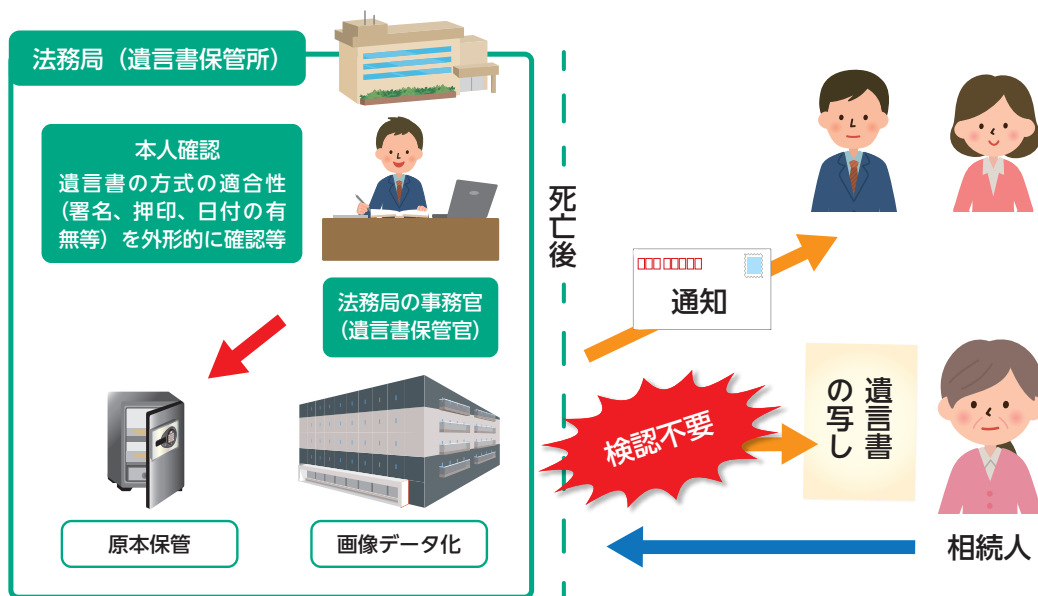 法務局（遺言書保管所）
本人確認
遺言書の方式の適合性
（署名、押印、日付の有
無等）を外形的に確認等
法務局の事務官
（遺言書保管官）
原本保管
画像データ化
死亡後
通知
検認不要
遺言書
の写し
相続人